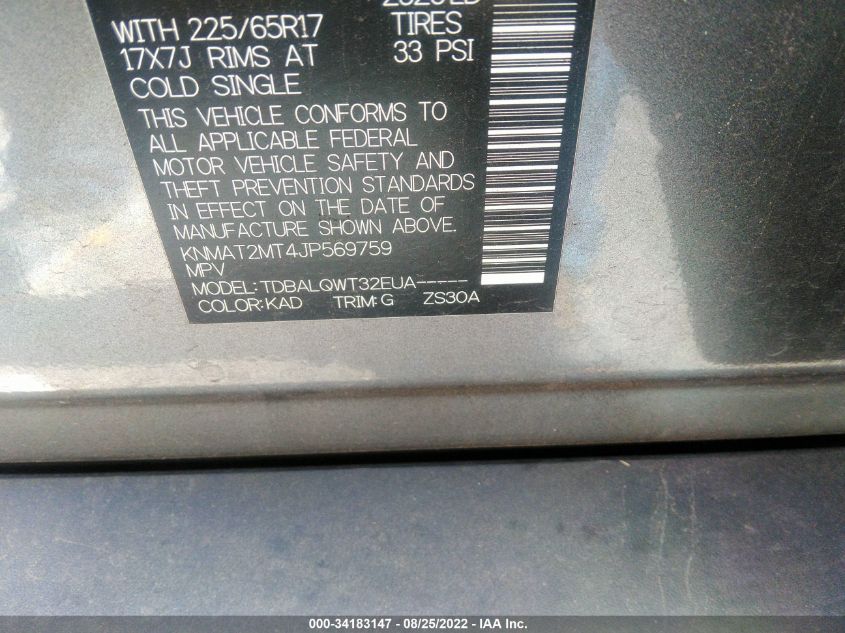 WITH 225/65R17 TIRES
17X7J RIMS AT 33 PSI
COLD SINGLE
THIS VEHICLE CONFORMS TO
ALL APPLICABLE FEDERAL
MOTOR VEHICLE SAFETY AND
THEFT PREVENTION STANDARDS
IN EFFECT ON THE DATE OF
MANUFACTURE SHOWN ABOVE.
KNMAT2MT4JP569759
MPV
MODEL:TDBALQWT32EUA-----
COLOR:KAD TRIM:G ZS30A
000-34183147 - 08/25/2022 - IAA Inc.